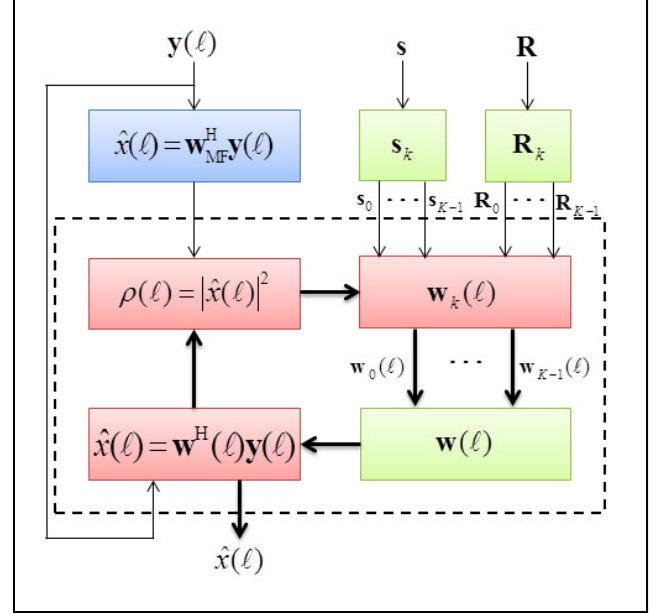 𝐲(ℓ) 𝐬 𝐑
x̂(ℓ) = 𝐰_MF^H 𝐲(ℓ) 𝐬_k 𝐑_k
𝐬_0 ··· 𝐬_{K−1} 𝐑_0 ··· 𝐑_{K−1}
ρ(ℓ) = |x̂(ℓ)|^2 𝐰_k(ℓ)
𝐰_0(ℓ) ··· 𝐰_{K−1}(ℓ)
x̂(ℓ) = 𝐰^H(ℓ)𝐲(ℓ) 𝐰(ℓ)
x̂(ℓ)